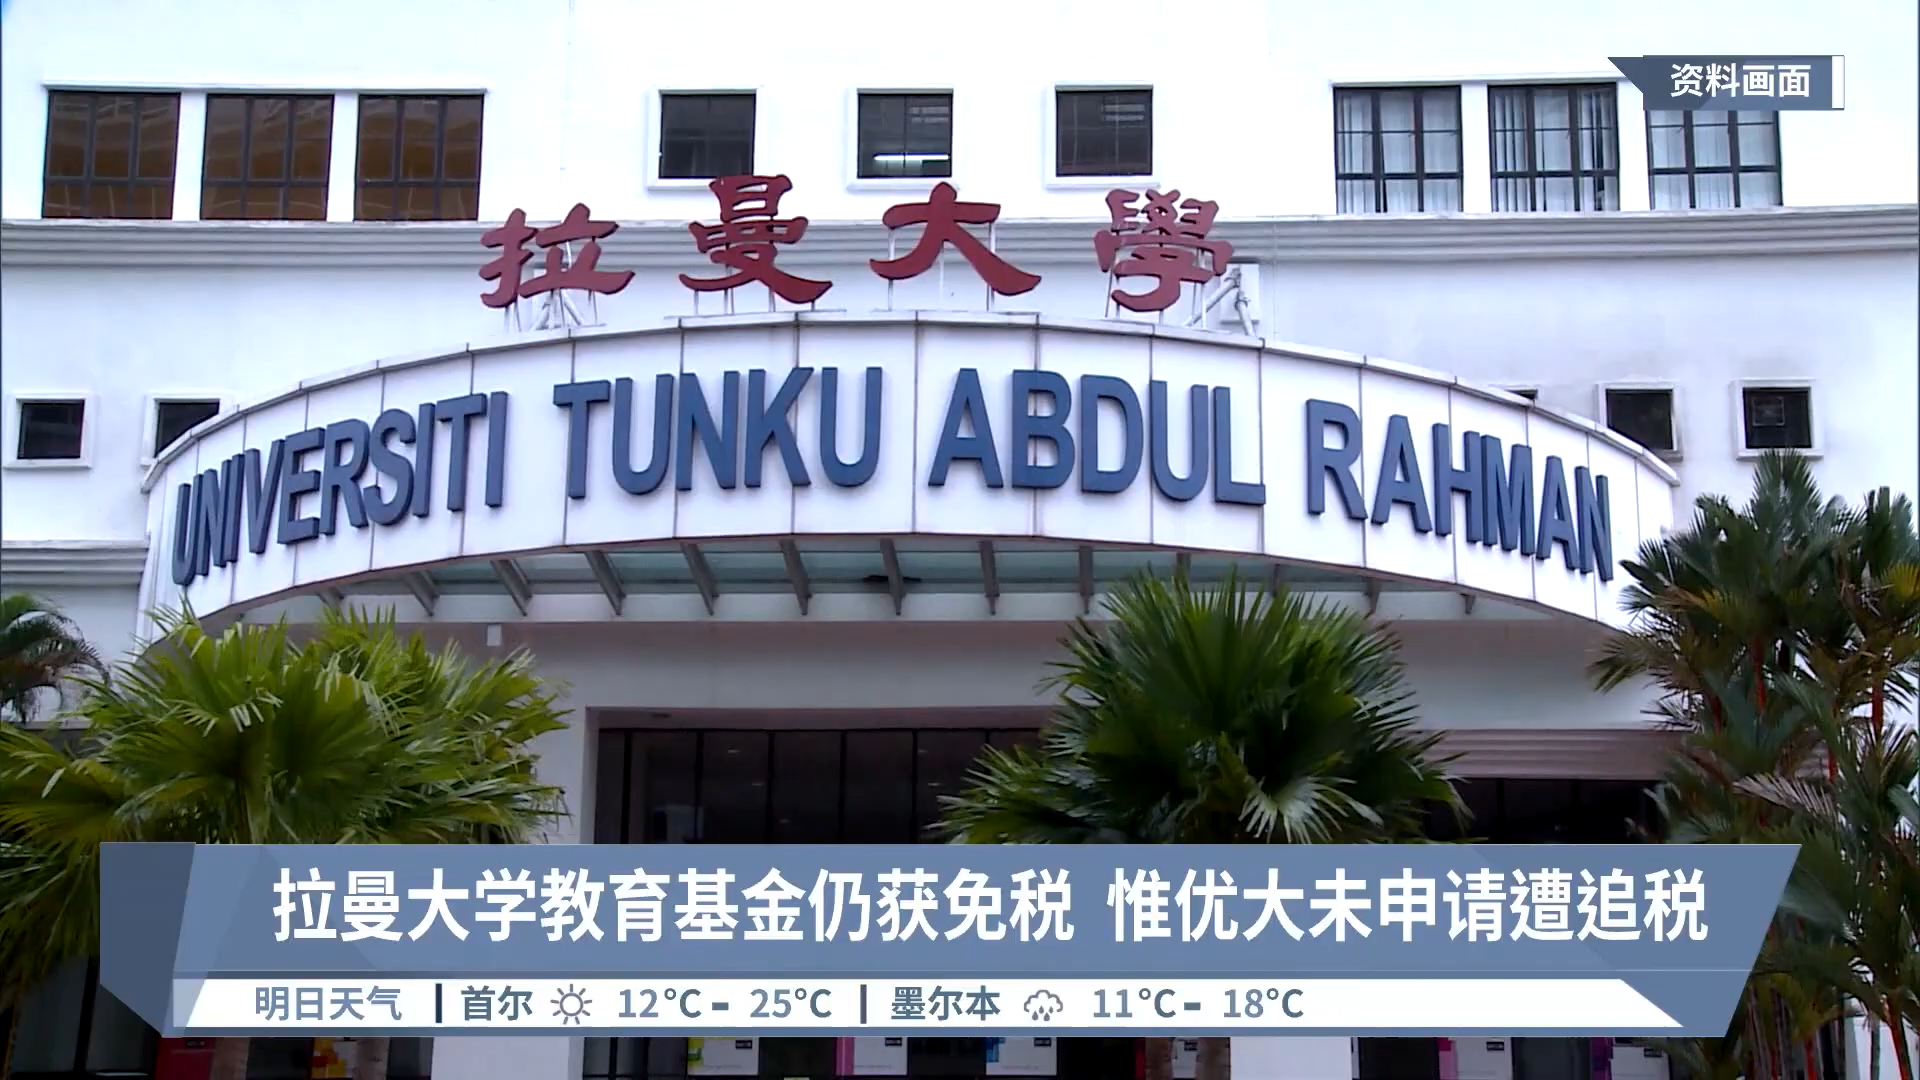 资料画面
拉曼大學
UNIVERSITI TUNKU ABDUL RAHMAN
拉曼大学教育基金仍获免税 惟优大未申请遭追税
明日天气 | 首尔 12°C - 25°C | 墨尔本 11°C - 18°C